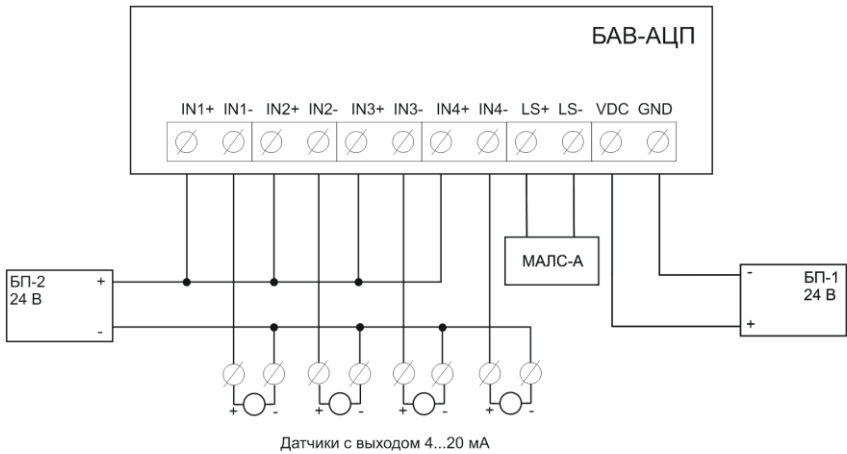 БАВ-АЦП
IN1+ IN1- IN2+ IN2- IN3+ IN3- IN4+ IN4- LS+ LS- VDC GND
МАЛС-А
БП-2
24 В
+
-
БП-1
24 В
-
+
+ - + - + - + -
Датчики с выходом 4...20 мА